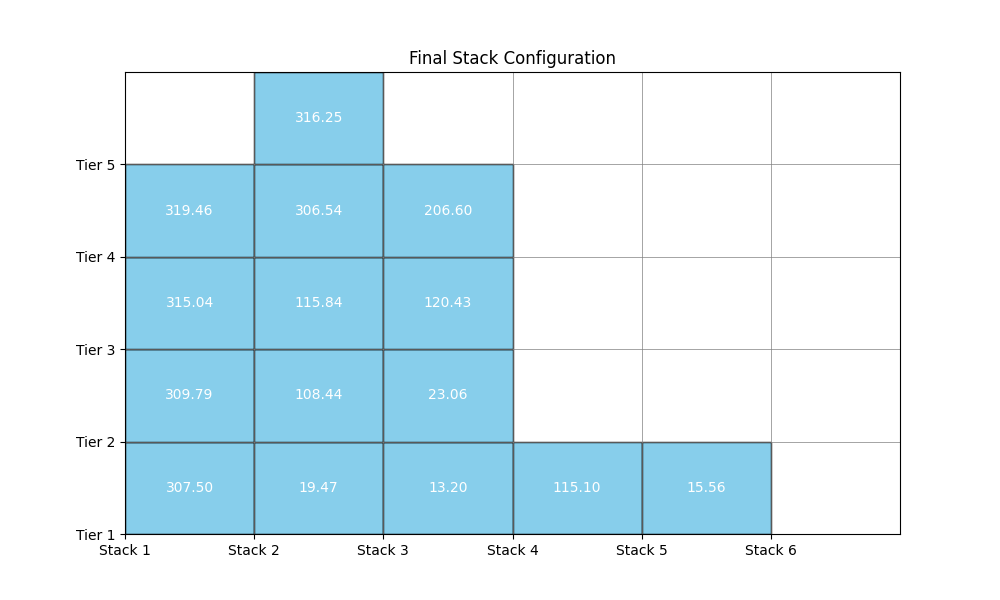 Final Stack Configuration
316.25
Tier 5
319.46 306.54 206.60
Tier 4
315.04 115.84 120.43
Tier 3
309.79 108.44 23.06
Tier 2
307.50 19.47 13.20 115.10 15.56
Tier 1
Stack 1 Stack 2 Stack 3 Stack 4 Stack 5 Stack 6